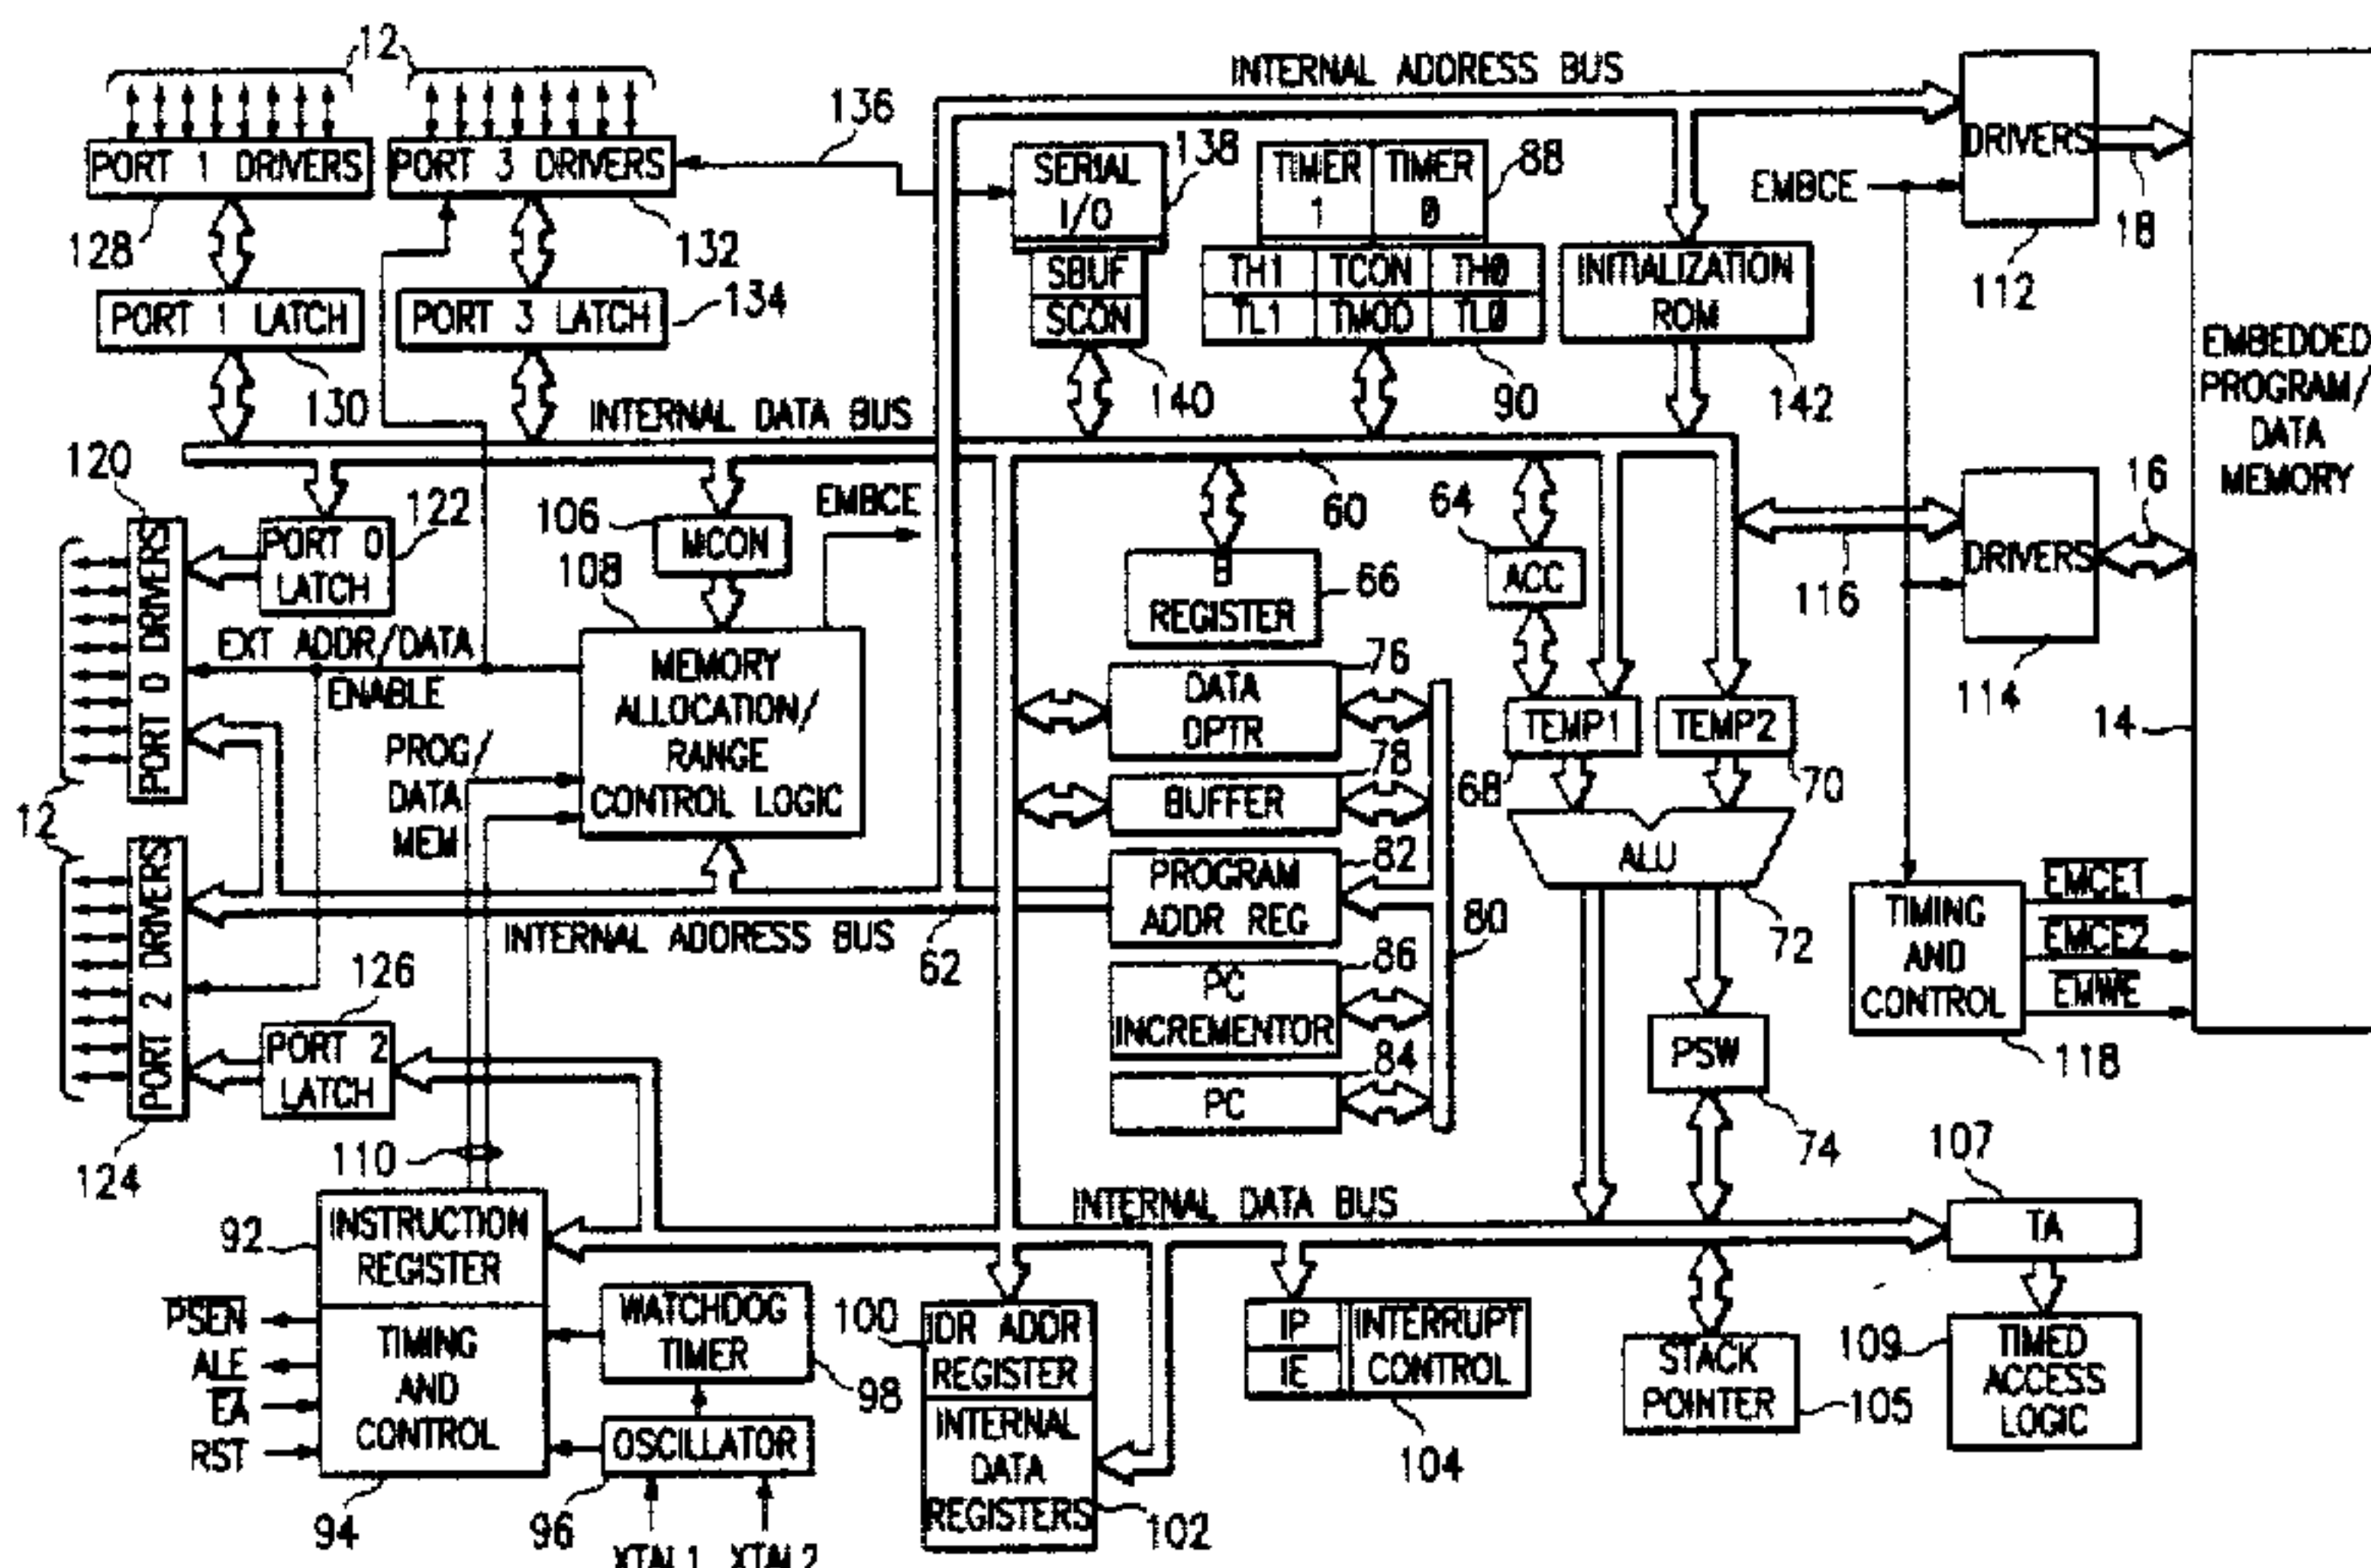 12
INTERNAL ADDRESS BUS
136
PORT 1 DRIVERS
PORT 3 DRIVERS
SERIAL
I/O
138
TIMER
1
TIMER
0
88
DRIVERS
EMBCE
18
128
132
SBUF
SCON
TH1
TCON
TH0
TL1
TMOD
TL0
INITIALIZATION
ROM
112
PORT 1 LATCH
PORT 3 LATCH
134
EMBEDDED
PROGRAM/
DATA
MEMORY
130
INTERNAL DATA BUS
140
90
142
120
PORT 0 DRIVERS
PORT 0
LATCH
122
106
MCON
EMBCE
60
64
16
108
B
REGISTER
66
ACC
116
DRIVERS
114
EXT ADDR/DATA
ENABLE
MEMORY
ALLOCATION/
RANGE
CONTROL LOGIC
76
DATA
DPTR
TEMP1
TEMP2
14
PROG/
DATA
MEM
78
BUFFER
68
70
12
PORT 2 DRIVERS
PROGRAM
ADDR REG
82
ALU
80
72
INTERNAL ADDRESS BUS
62
TIMING
AND
CONTROL
EMCE1
EMCE2
EMWE
118
126
PORT 2
LATCH
86
PC
INCREMENTOR
84
PC
PSW
74
124
110
107
INTERNAL DATA BUS
TA
92
INSTRUCTION
REGISTER
PSEN
ALE
EA
RST
TIMING
AND
CONTROL
94
WATCHDOG
TIMER
98
OSCILLATOR
96
XTAL1
XTAL2
100
IDR ADDR
REGISTER
INTERNAL
DATA
REGISTERS
102
IP
IE
INTERRUPT
CONTROL
104
STACK
POINTER
105
109
TIMED
ACCESS
LOGIC